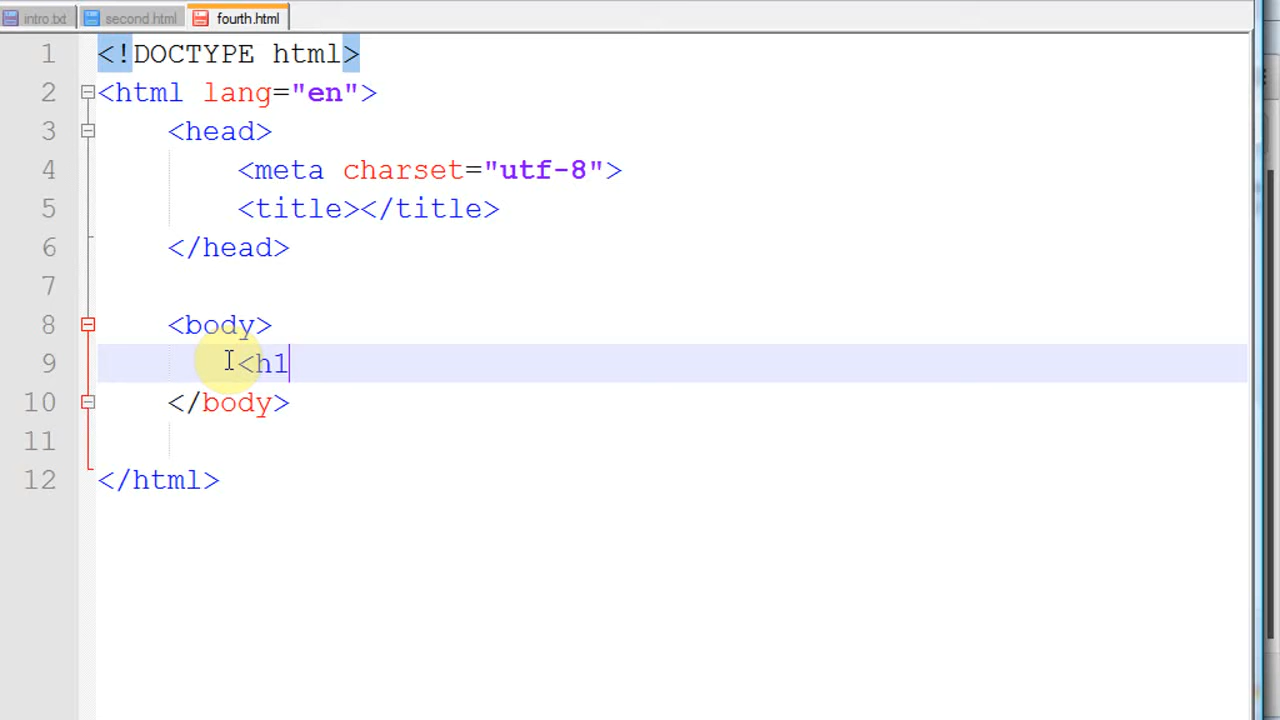 intro.txt second.html fourth.html
1 <!DOCTYPE html>
2 <html lang="en">
3 <head>
4 <meta charset="utf-8">
5 <title></title>
6 </head>
7
8 <body>
9 <h1
10 </body>
11
12 </html>